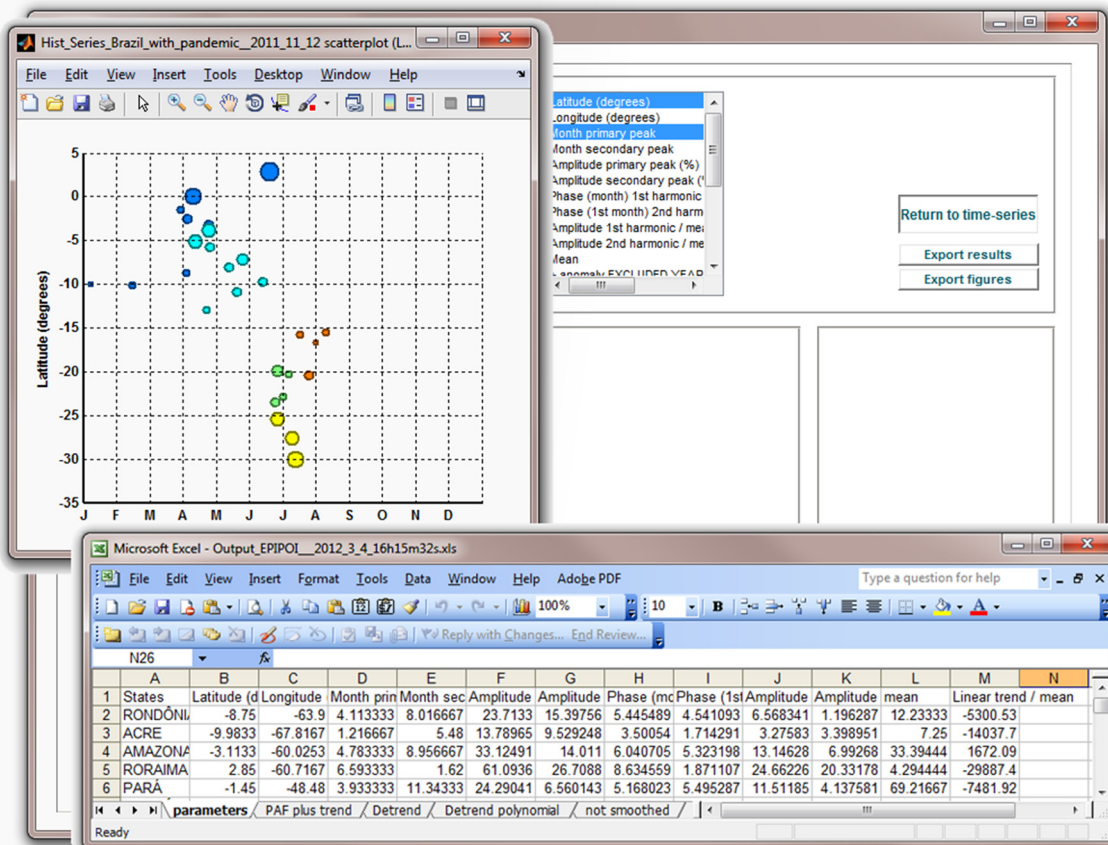 Hist_Series_Brazil_with_pandemic__2011_11_12 scatterplot (L...
File Edit View Insert Tools Desktop Window Help
5
0
-5
-10
-15
-20
-25
-30
-35
Latitude (degrees)
J F M A M J J A S O N D
Latitude (degrees)
Longitude (degrees)
Month primary peak
Month secondary peak
Amplitude primary peak (%)
Amplitude secondary peak (%
Phase (month) 1st harmonic
Phase (1st month) 2nd harm
Amplitude 1st harmonic / mea
Amplitude 2nd harmonic / me
Mean
anomaly EXCLUDED YEAR
Return to time-series
Export results
Export figures
Microsoft Excel - Output_EPIPOI___2012_3_4_16h15m32s.xls
File Edit View Insert Format Tools Data Window Help Adobe PDF Type a question for help
100% 10 B A
Reply with Changes... End Review...
N26 fx
A B C D E F G H I J K L M N
1 States Latitude (d Longitude Month prin Month sec Amplitude Amplitude Phase (mo Phase (1st Amplitude Amplitude mean Linear trend / mean
2 RONDÔNI -8.75 -63.9 4.113333 8.016667 23.7133 15.39756 5.445489 4.541093 6.568341 1.196287 12.23333 -5300.53
3 ACRE -9.9833 -67.8167 1.216667 5.48 13.78965 9.529248 3.50054 1.714291 3.27583 3.398951 7.25 -14037.7
4 AMAZONA -3.1133 -60.0253 4.783333 8.956667 33.12491 14.011 6.040705 5.323198 13.14628 6.99268 33.39444 1672.09
5 RORAIMA 2.85 -60.7167 6.593333 1.62 61.0936 26.7088 8.634559 1.871107 24.66226 20.33178 4.294444 -29887.4
6 PARÁ -1.45 -48.48 3.933333 11.34333 24.29041 6.560143 5.168023 5.495287 11.51185 4.137581 69.21667 -7481.92
parameters PAF plus trend Detrend Detrend polynomial not smoothed
Ready